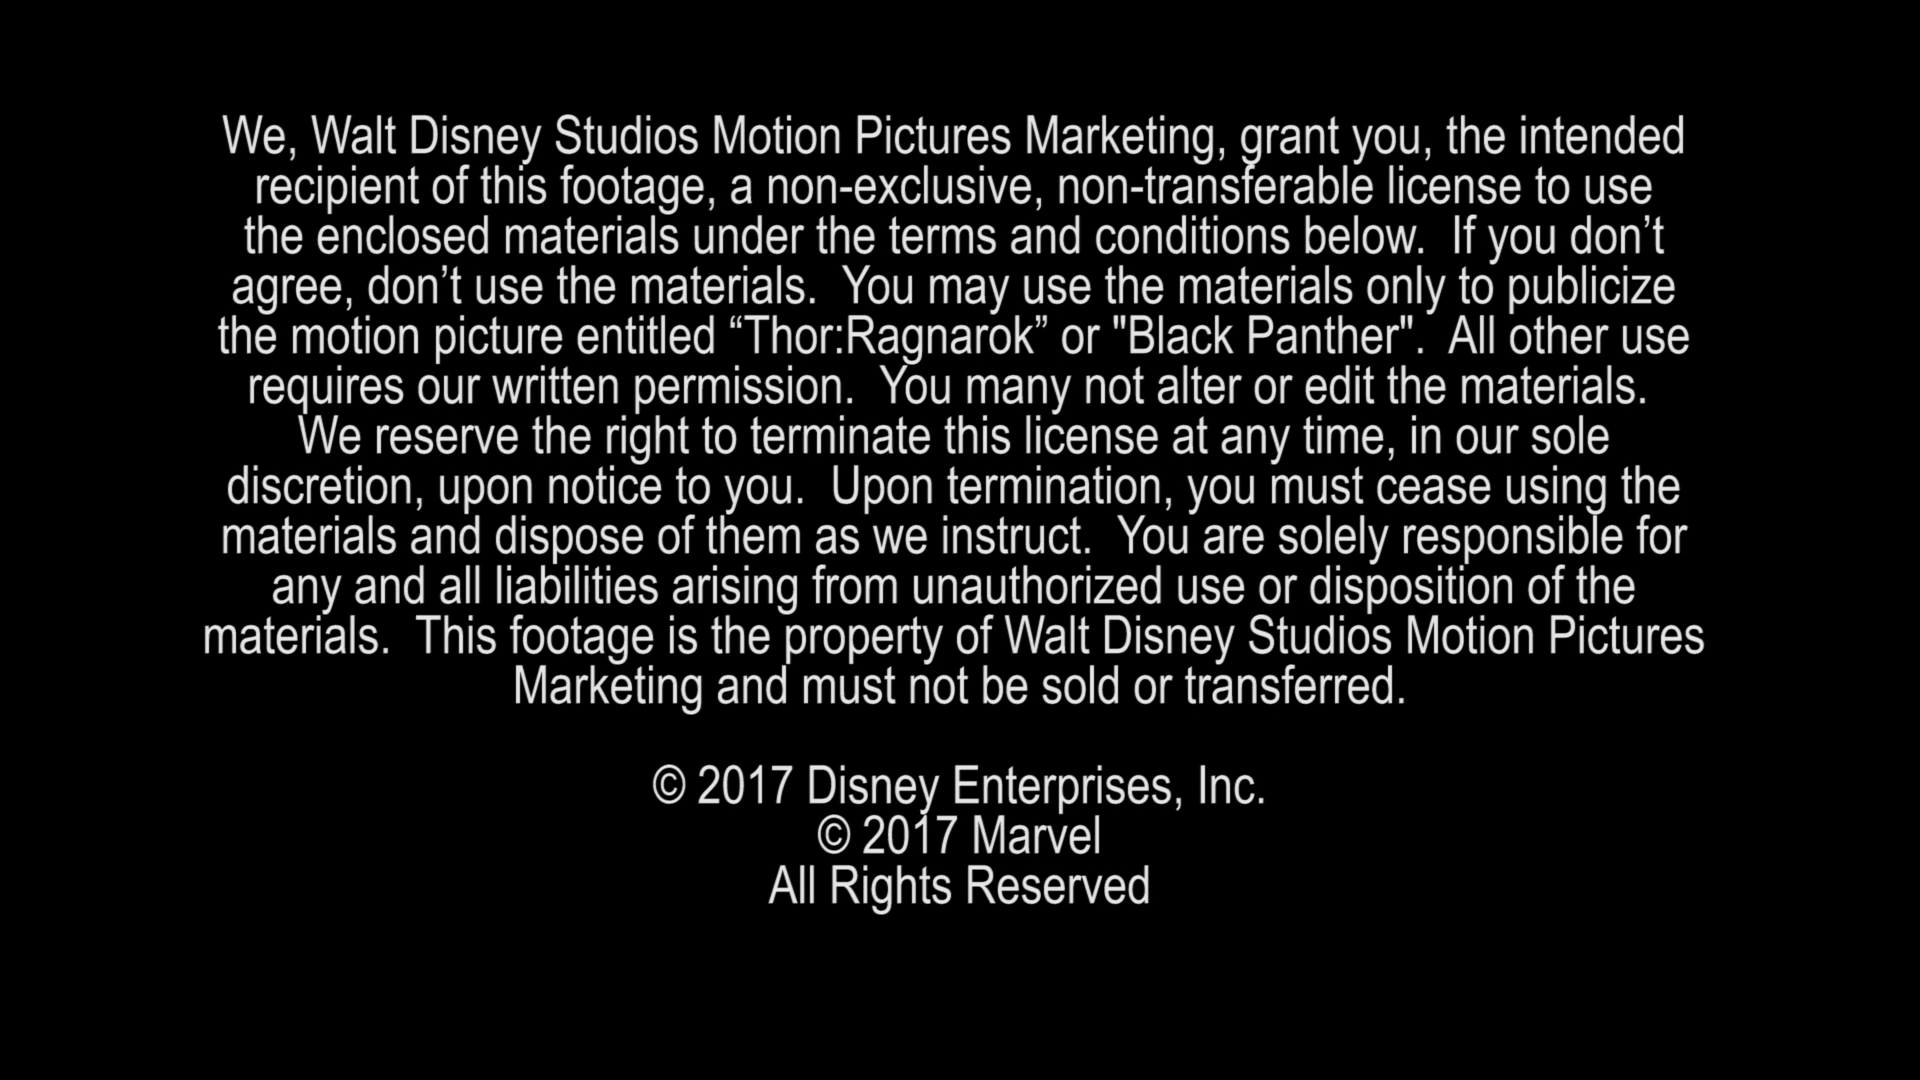 We, Walt Disney Studios Motion Pictures Marketing, grant you, the intended
recipient of this footage, a non-exclusive, non-transferable license to use
the enclosed materials under the terms and conditions below.  If you don’t
agree, don’t use the materials.  You may use the materials only to publicize
the motion picture entitled “Thor:Ragnarok” or "Black Panther".  All other use
requires our written permission.  You many not alter or edit the materials.
We reserve the right to terminate this license at any time, in our sole
discretion, upon notice to you.  Upon termination, you must cease using the
materials and dispose of them as we instruct.  You are solely responsible for
any and all liabilities arising from unauthorized use or disposition of the
materials.  This footage is the property of Walt Disney Studios Motion Pictures
Marketing and must not be sold or transferred.
© 2017 Disney Enterprises, Inc.
© 2017 Marvel
All Rights Reserved